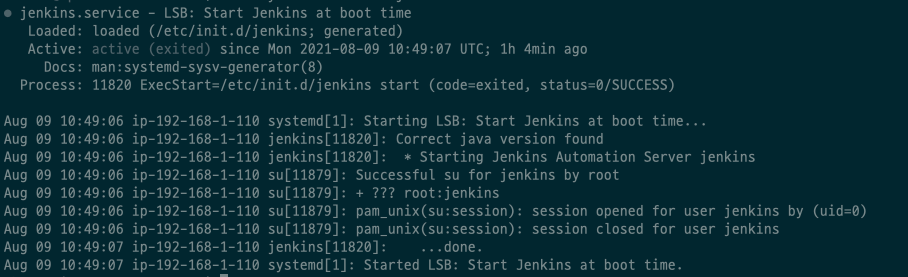 ● jenkins.service - LSB: Start Jenkins at boot time
Loaded: loaded (/etc/init.d/jenkins; generated)
Active: active (exited) since Mon 2021-08-09 10:49:07 UTC; 1h 4min ago
Docs: man:systemd-sysv-generator(8)
Process: 11820 ExecStart=/etc/init.d/jenkins start (code=exited, status=0/SUCCESS)
Aug 09 10:49:06 ip-192-168-1-110 systemd[1]: Starting LSB: Start Jenkins at boot time...
Aug 09 10:49:06 ip-192-168-1-110 jenkins[11820]: Correct java version found
Aug 09 10:49:06 ip-192-168-1-110 jenkins[11820]:  * Starting Jenkins Automation Server jenkins
Aug 09 10:49:06 ip-192-168-1-110 su[11879]: Successful su for jenkins by root
Aug 09 10:49:06 ip-192-168-1-110 su[11879]: + ??? root:jenkins
Aug 09 10:49:06 ip-192-168-1-110 su[11879]: pam_unix(su:session): session opened for user jenkins by (uid=0)
Aug 09 10:49:06 ip-192-168-1-110 su[11879]: pam_unix(su:session): session closed for user jenkins
Aug 09 10:49:07 ip-192-168-1-110 jenkins[11820]:    ...done.
Aug 09 10:49:07 ip-192-168-1-110 systemd[1]: Started LSB: Start Jenkins at boot time.